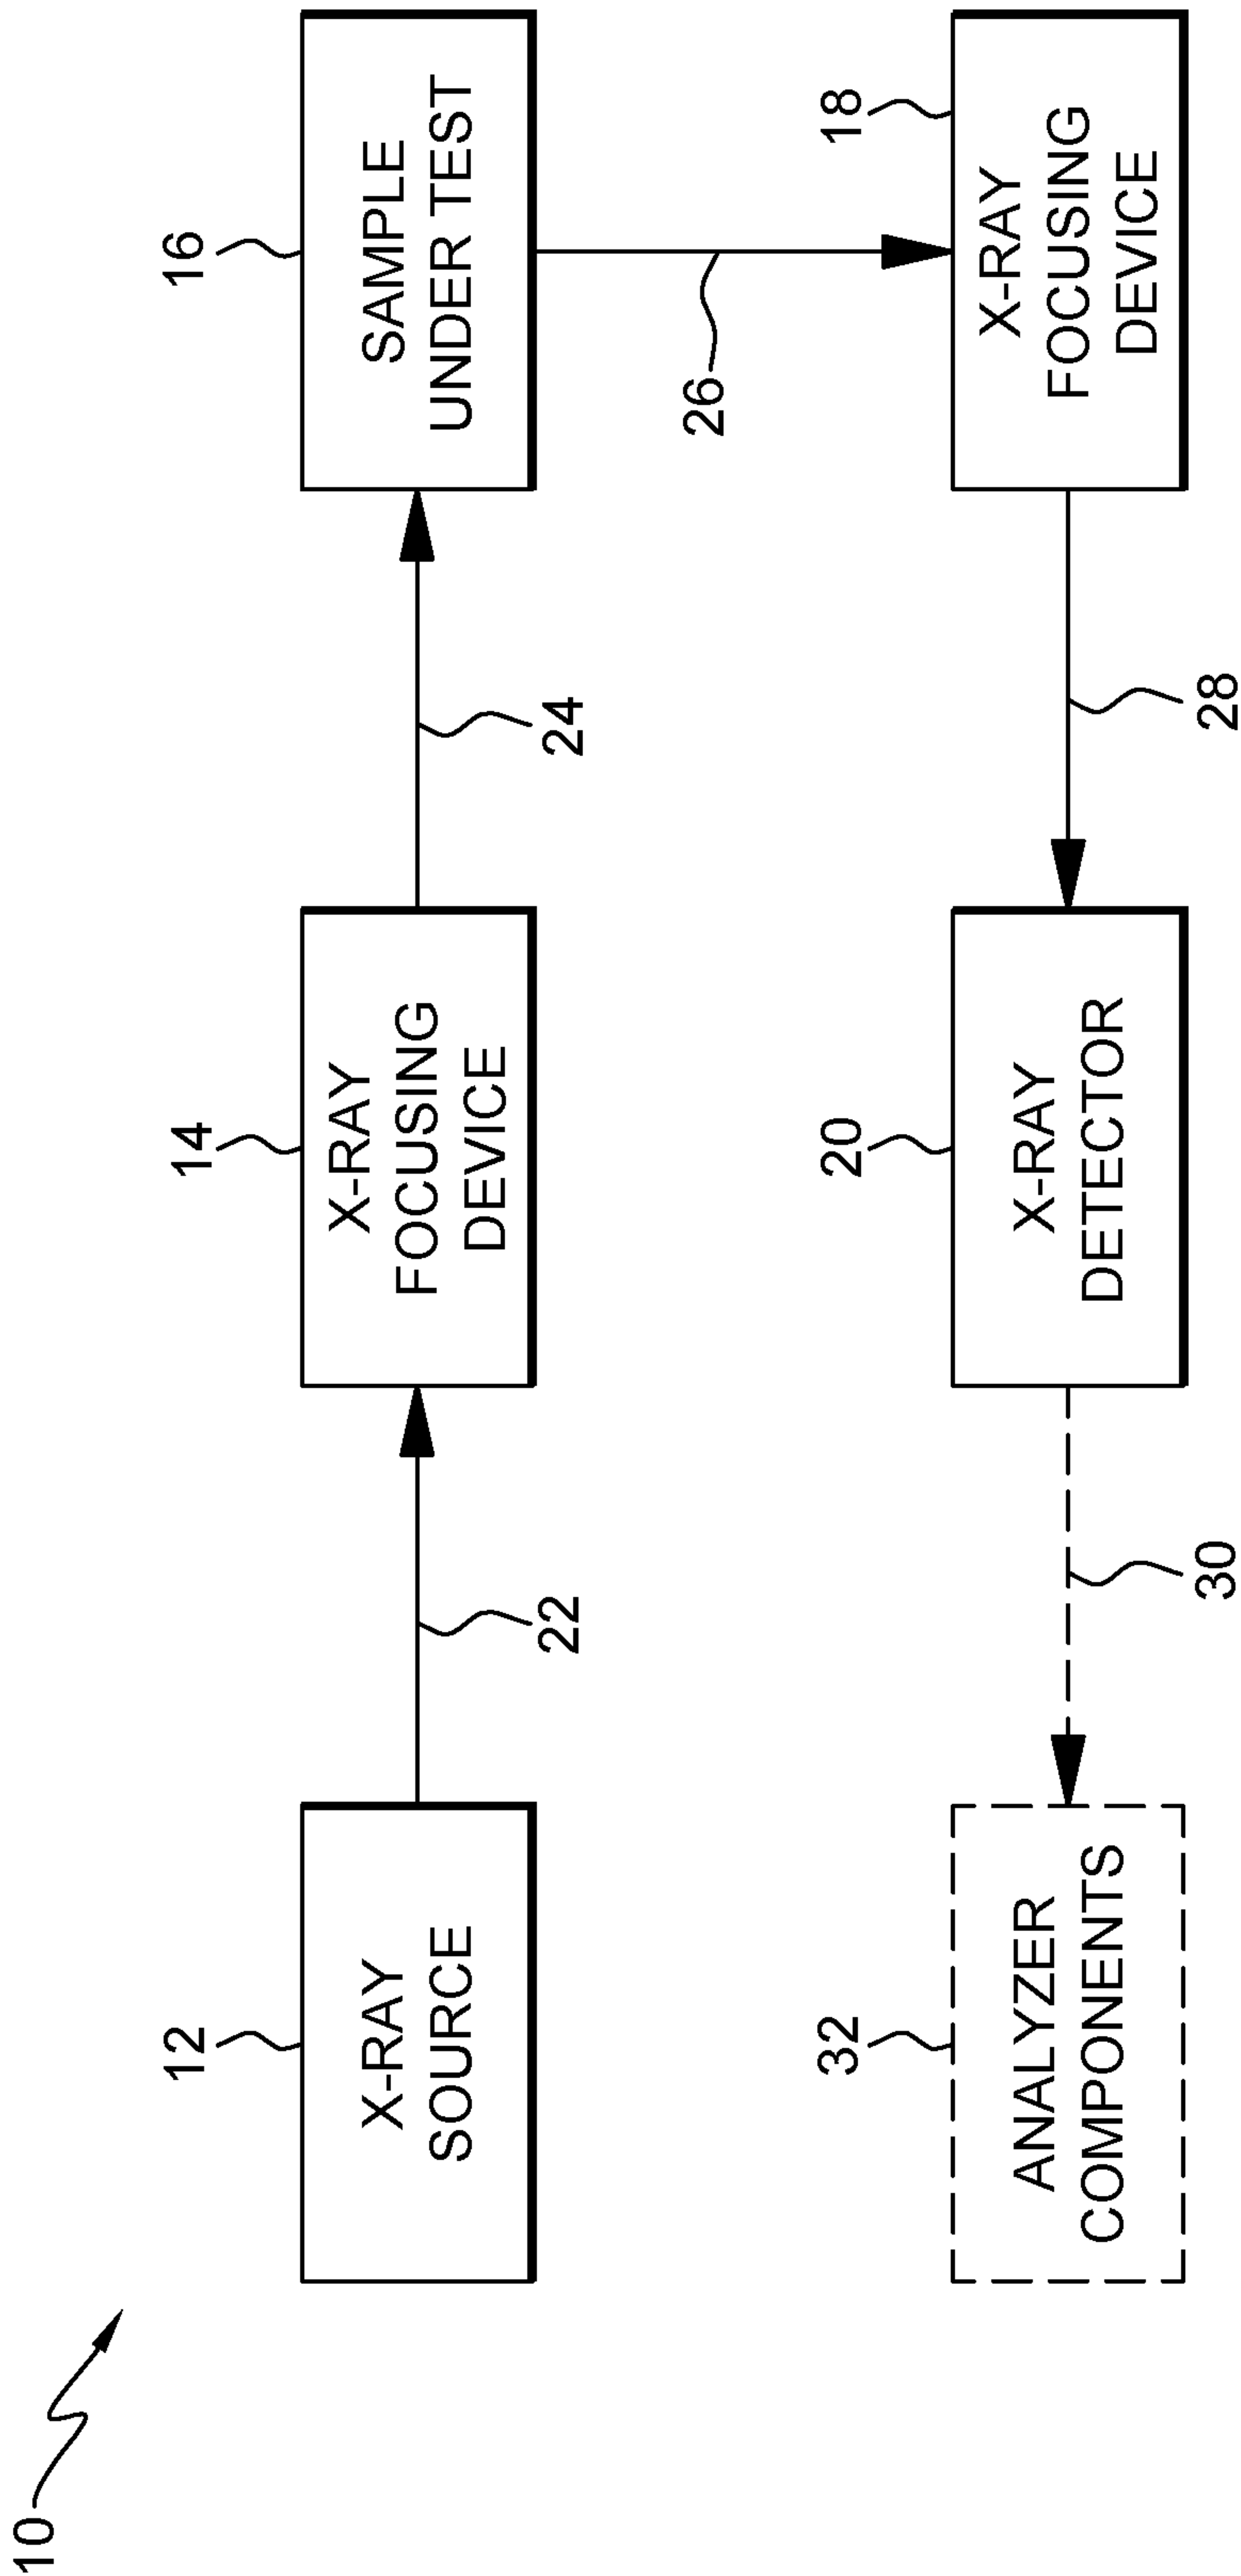 10
12
X-RAY
SOURCE
22
14
X-RAY
FOCUSING
DEVICE
24
16
SAMPLE
UNDER TEST
26
32
ANALYZER
COMPONENTS
30
20
X-RAY
DETECTOR
28
18
X-RAY
FOCUSING
DEVICE